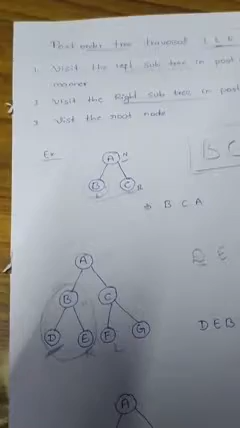 Post order tree traversal
1. Visit the left sub tree in post
manner
2. Visit the Right sub tree in post
3 Visit the root node
Ex
A N
B C R
L
B C A
B C
A
B C
D E F G
L
D E
D E B
A